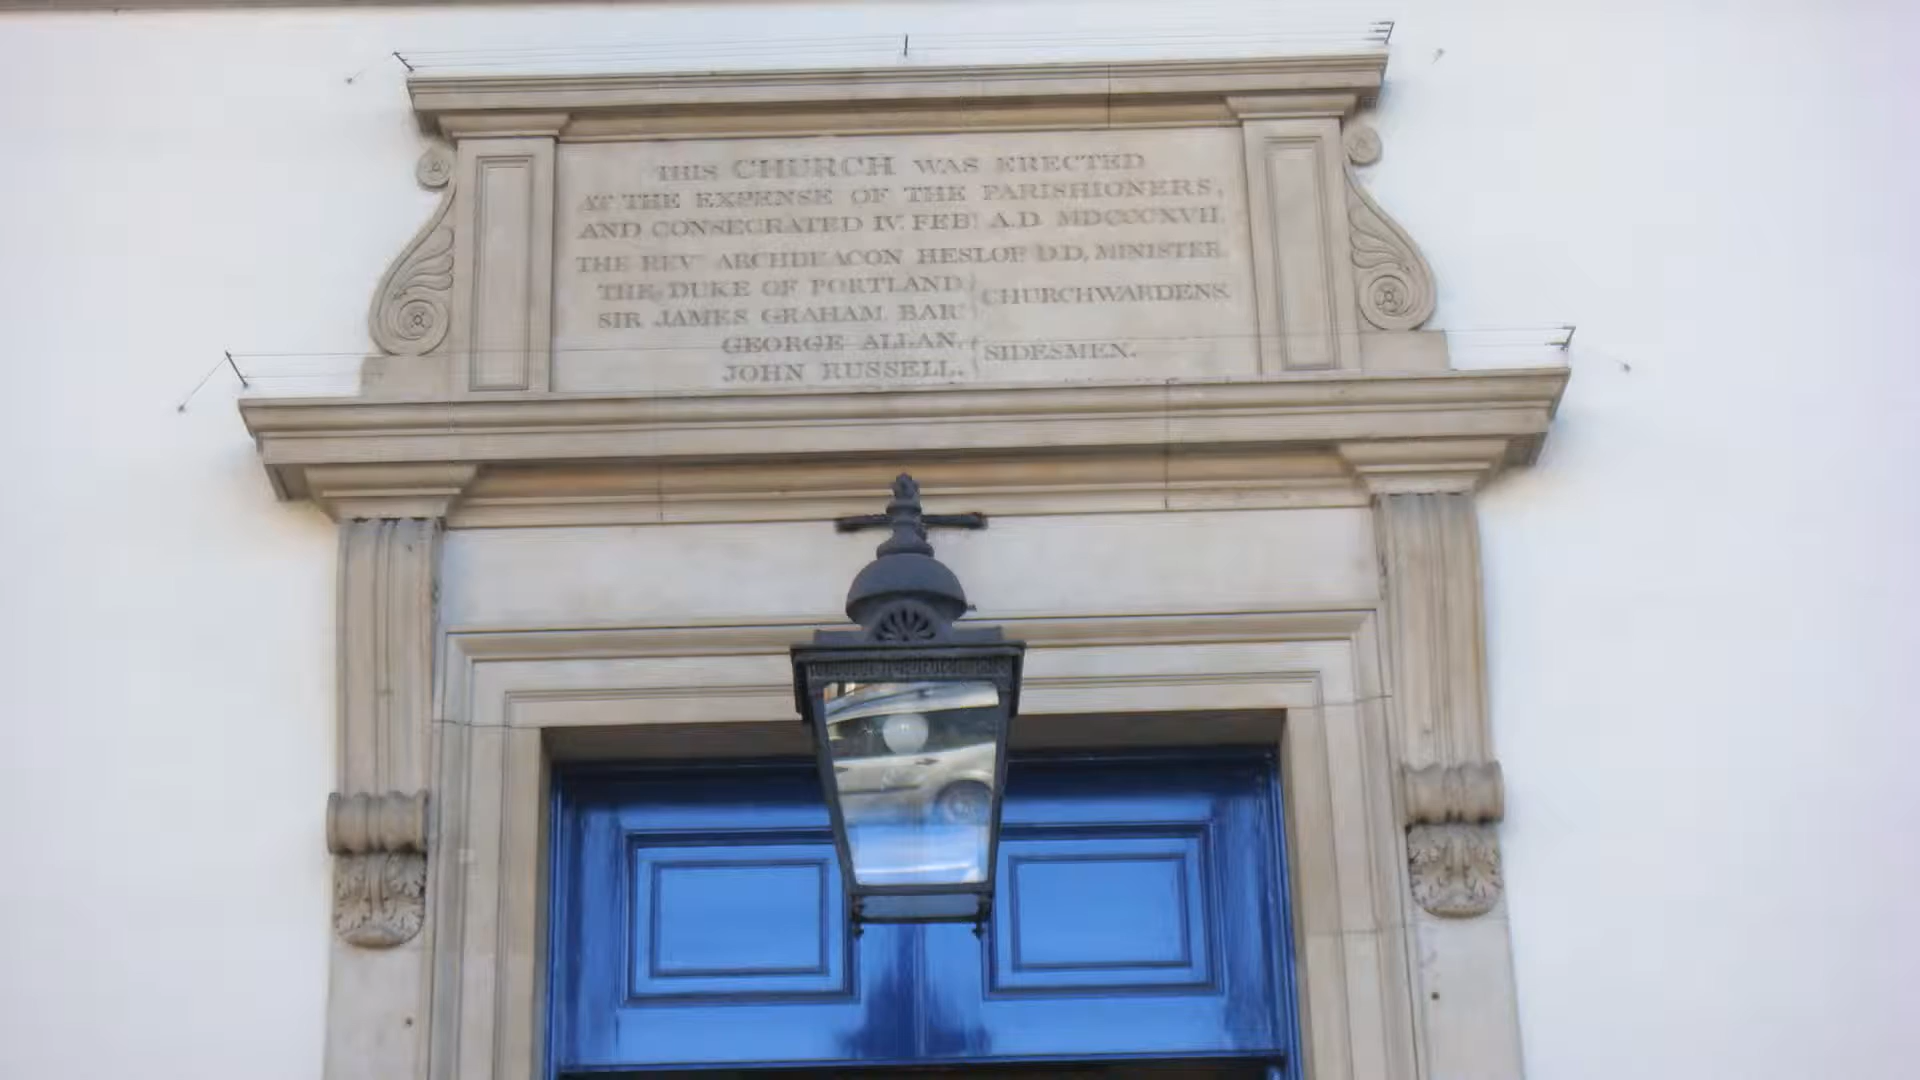 THIS CHURCH WAS ERECTED
AT THE EXPENSE OF THE PARISHIONERS,
AND CONSECRATED IV. FEB: A.D. MDCCCXVII.
THE REVD ARCHDEACON HESLOP D.D, MINISTER.
THE DUKE OF PORTLAND
SIR JAMES GRAHAM BART
CHURCHWARDENS.
GEORGE ALLAN,
JOHN RUSSELL,
SIDESMEN.